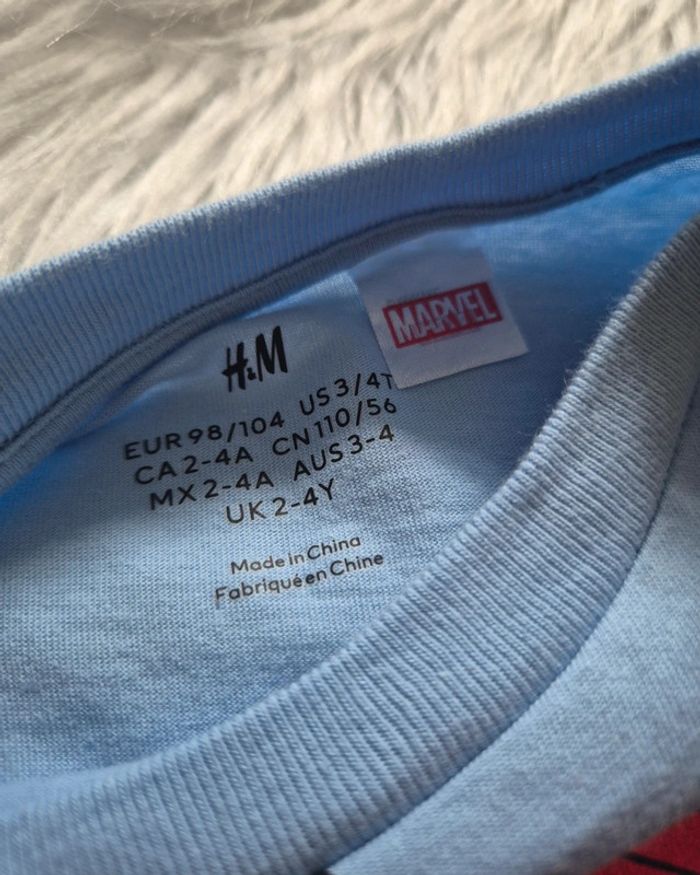 MARVEL
H&M
EUR 98/104 US 3/4T
CA 2-4A CN 110/56
MX 2-4A AUS 3-4
UK 2-4Y
Made in China
Fabriqué en Chine